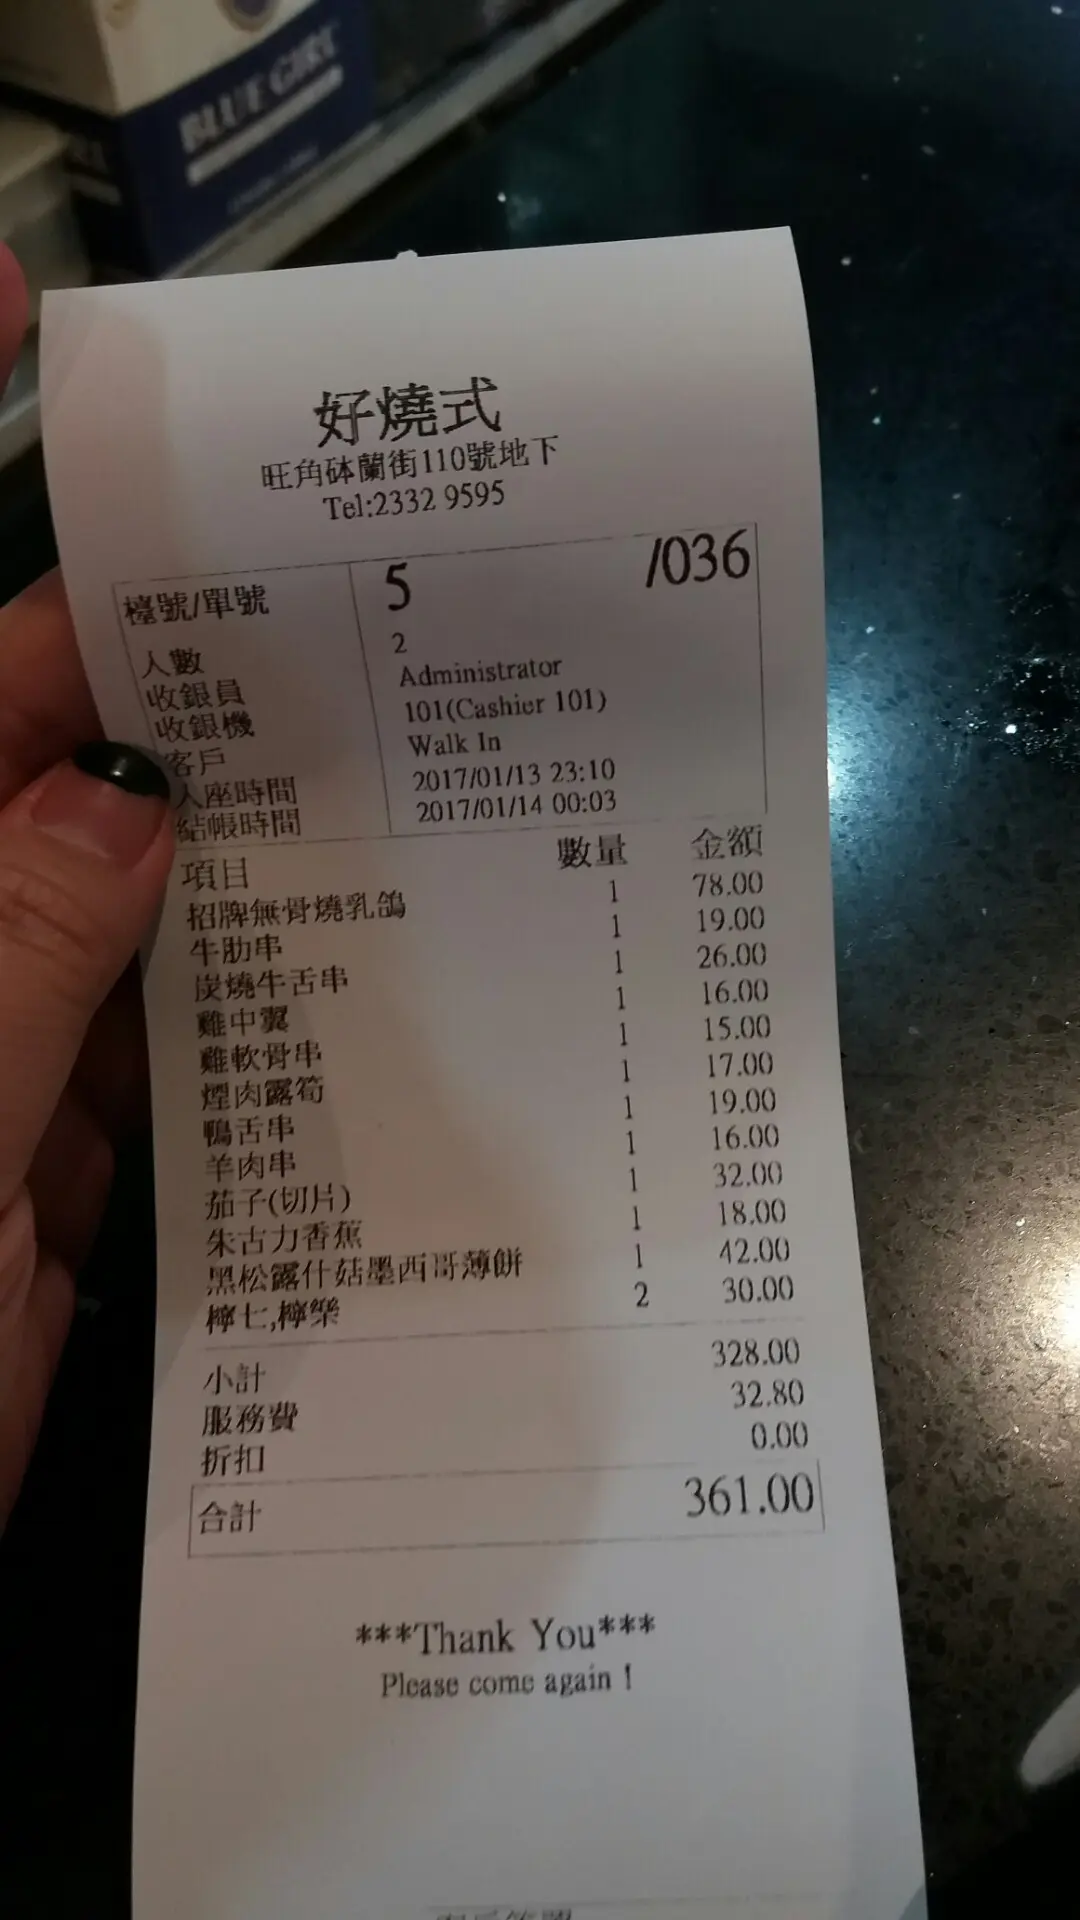 BLUE GIRL
好燒式
旺角砵蘭街110號地下
Tel:2332 9595
檯號/單號 5 /036
人數 2
收銀員 Administrator
收銀機 101(Cashier 101)
客戶 Walk In
入座時間 2017/01/13 23:10
結帳時間 2017/01/14 00:03
項目 數量 金額
招牌無骨燒乳鴿 1 78.00
牛肋串 1 19.00
炭燒牛舌串 1 26.00
雞中翼 1 16.00
雞軟骨串 1 15.00
煙肉露筍 1 17.00
鴨舌串 1 19.00
羊肉串 1 16.00
茄子(切片) 1 32.00
朱古力香蕉 1 18.00
黑松露什菇墨西哥薄餅 1 42.00
檸七,檸樂 2 30.00
小計 328.00
服務費 32.80
折扣 0.00
合計 361.00
***Thank You***
Please come again !